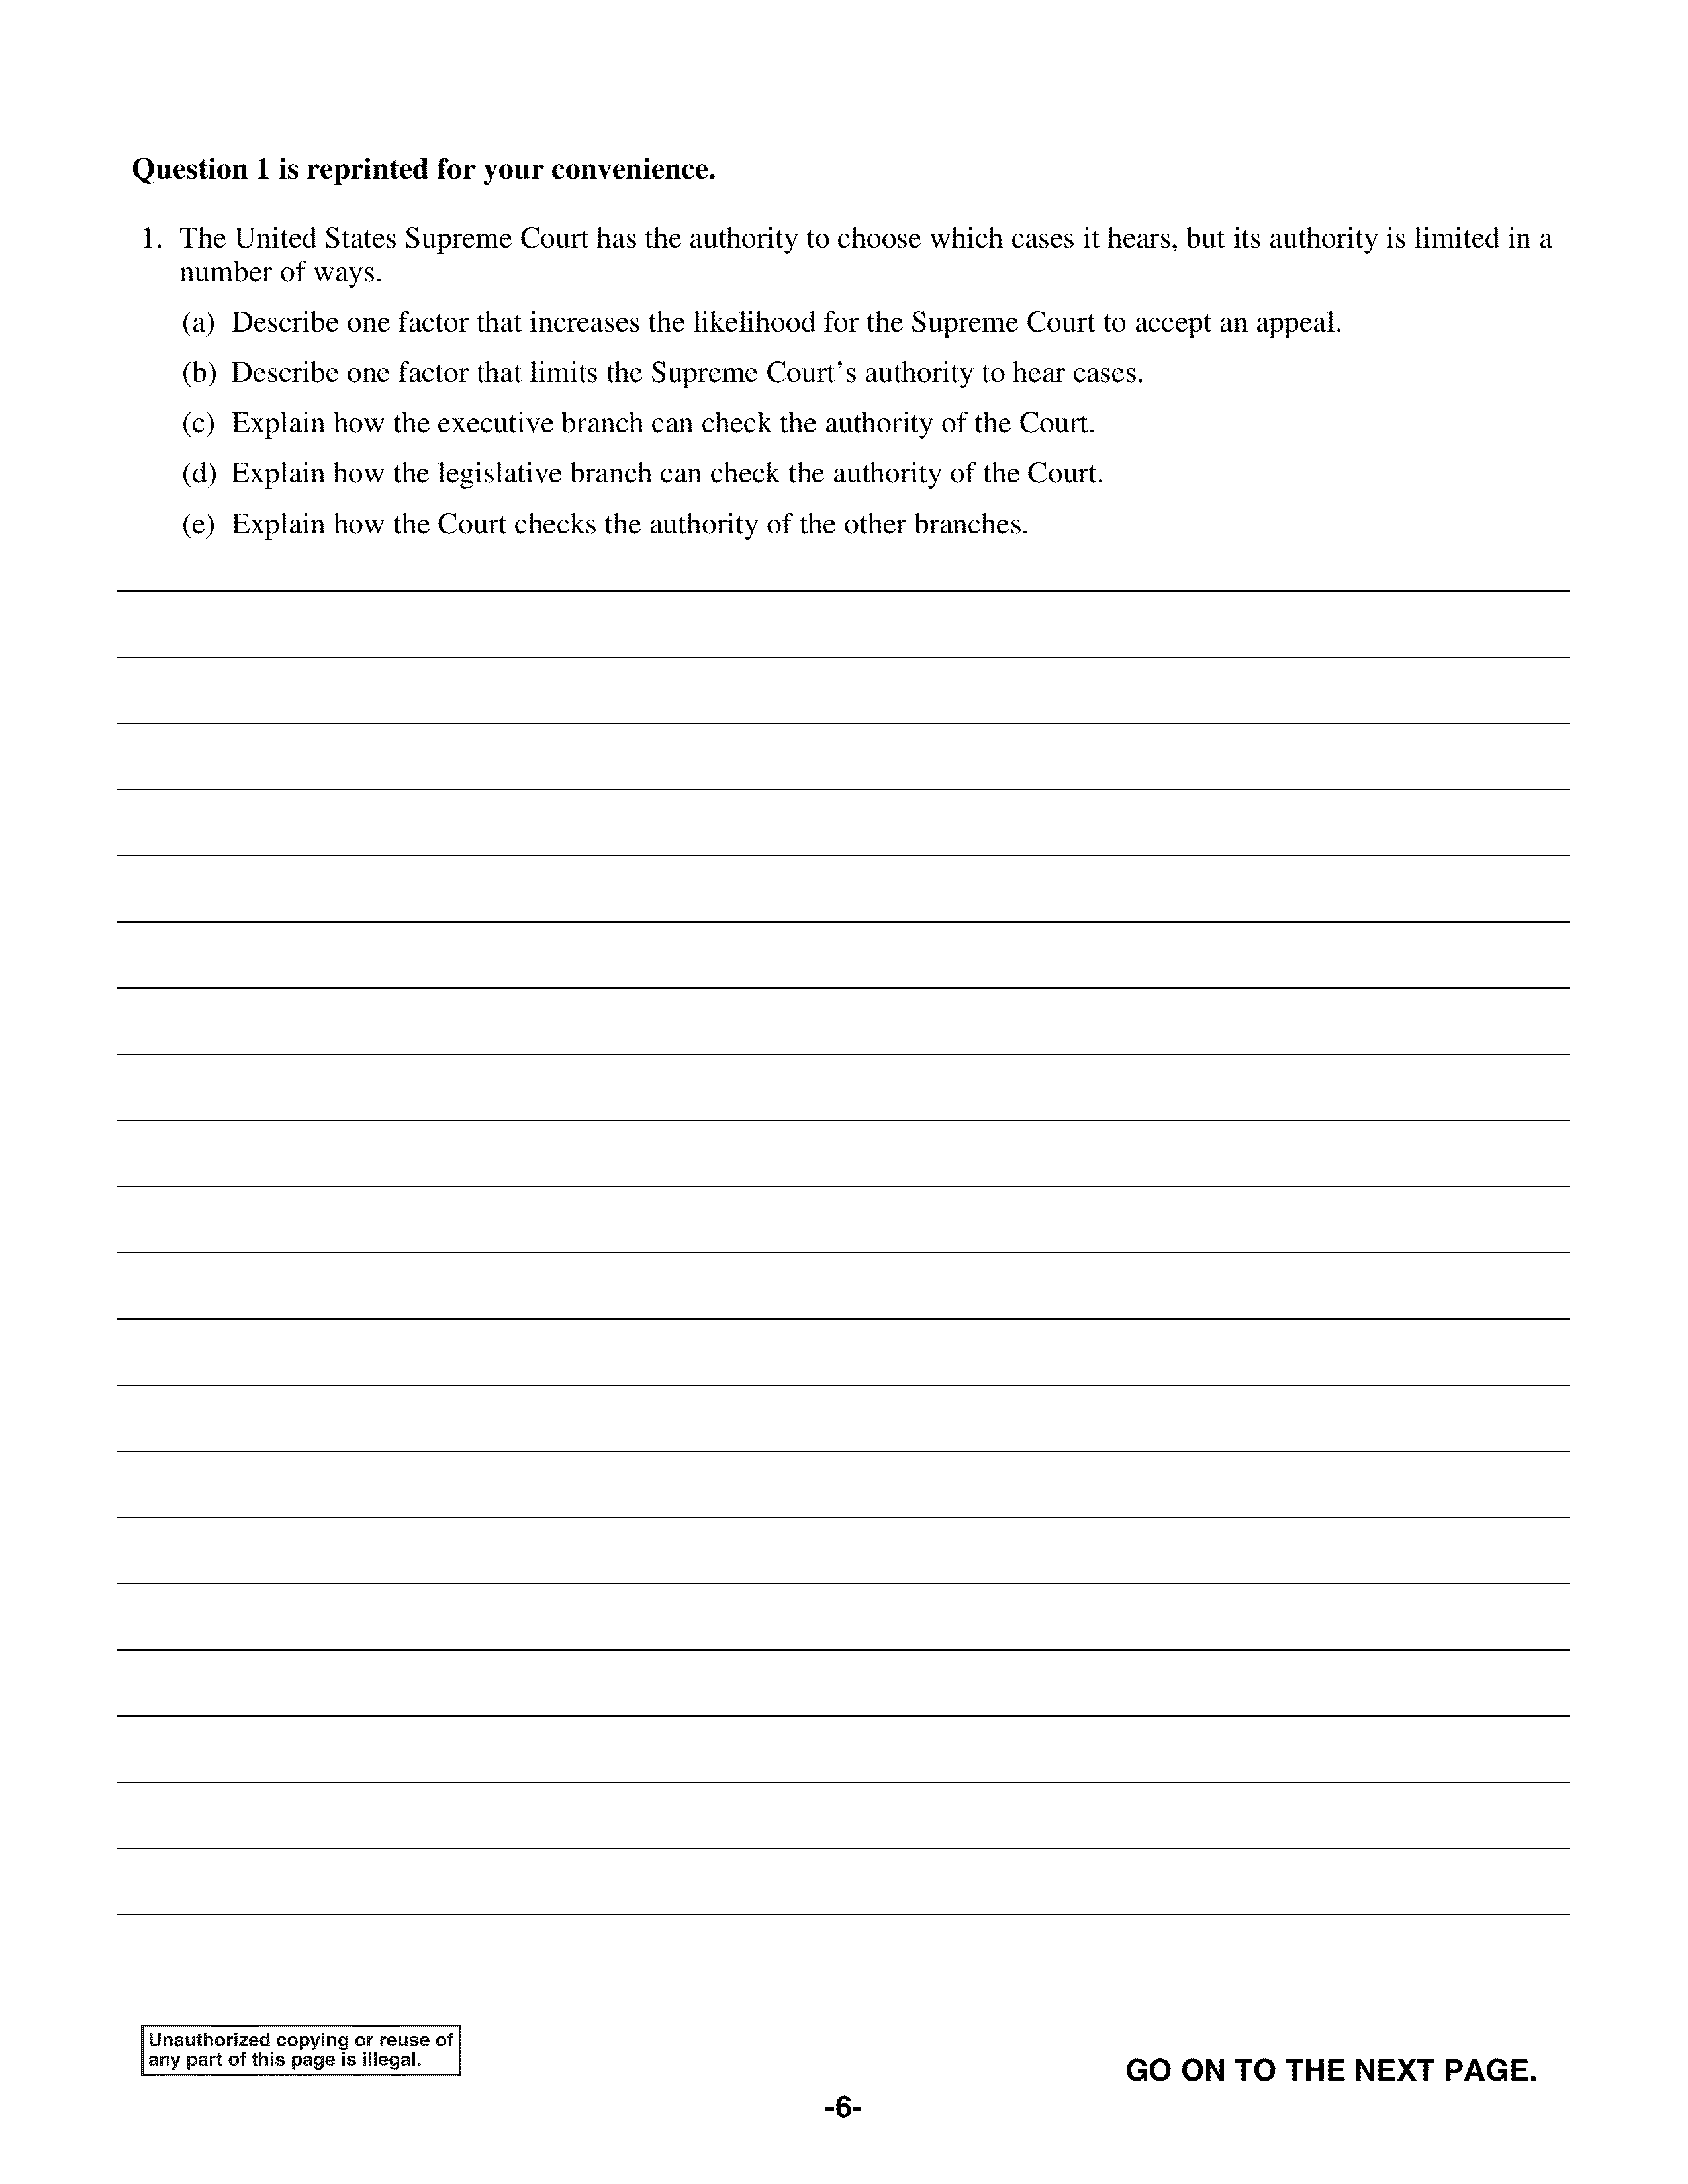 Question 1 is reprinted for your convenience.
1. The United States Supreme Court has the authority to choose which cases it hears, but its authority is limited in a
number of ways.
(a) Describe one factor that increases the likelihood for the Supreme Court to accept an appeal.
(b) Describe one factor that limits the Supreme Court’s authority to hear cases.
(c) Explain how the executive branch can check the authority of the Court.
(d) Explain how the legislative branch can check the authority of the Court.
(e) Explain how the Court checks the authority of the other branches.
Unauthorized copying or reuse of
any part of this page is illegal.
GO ON TO THE NEXT PAGE.
-6-